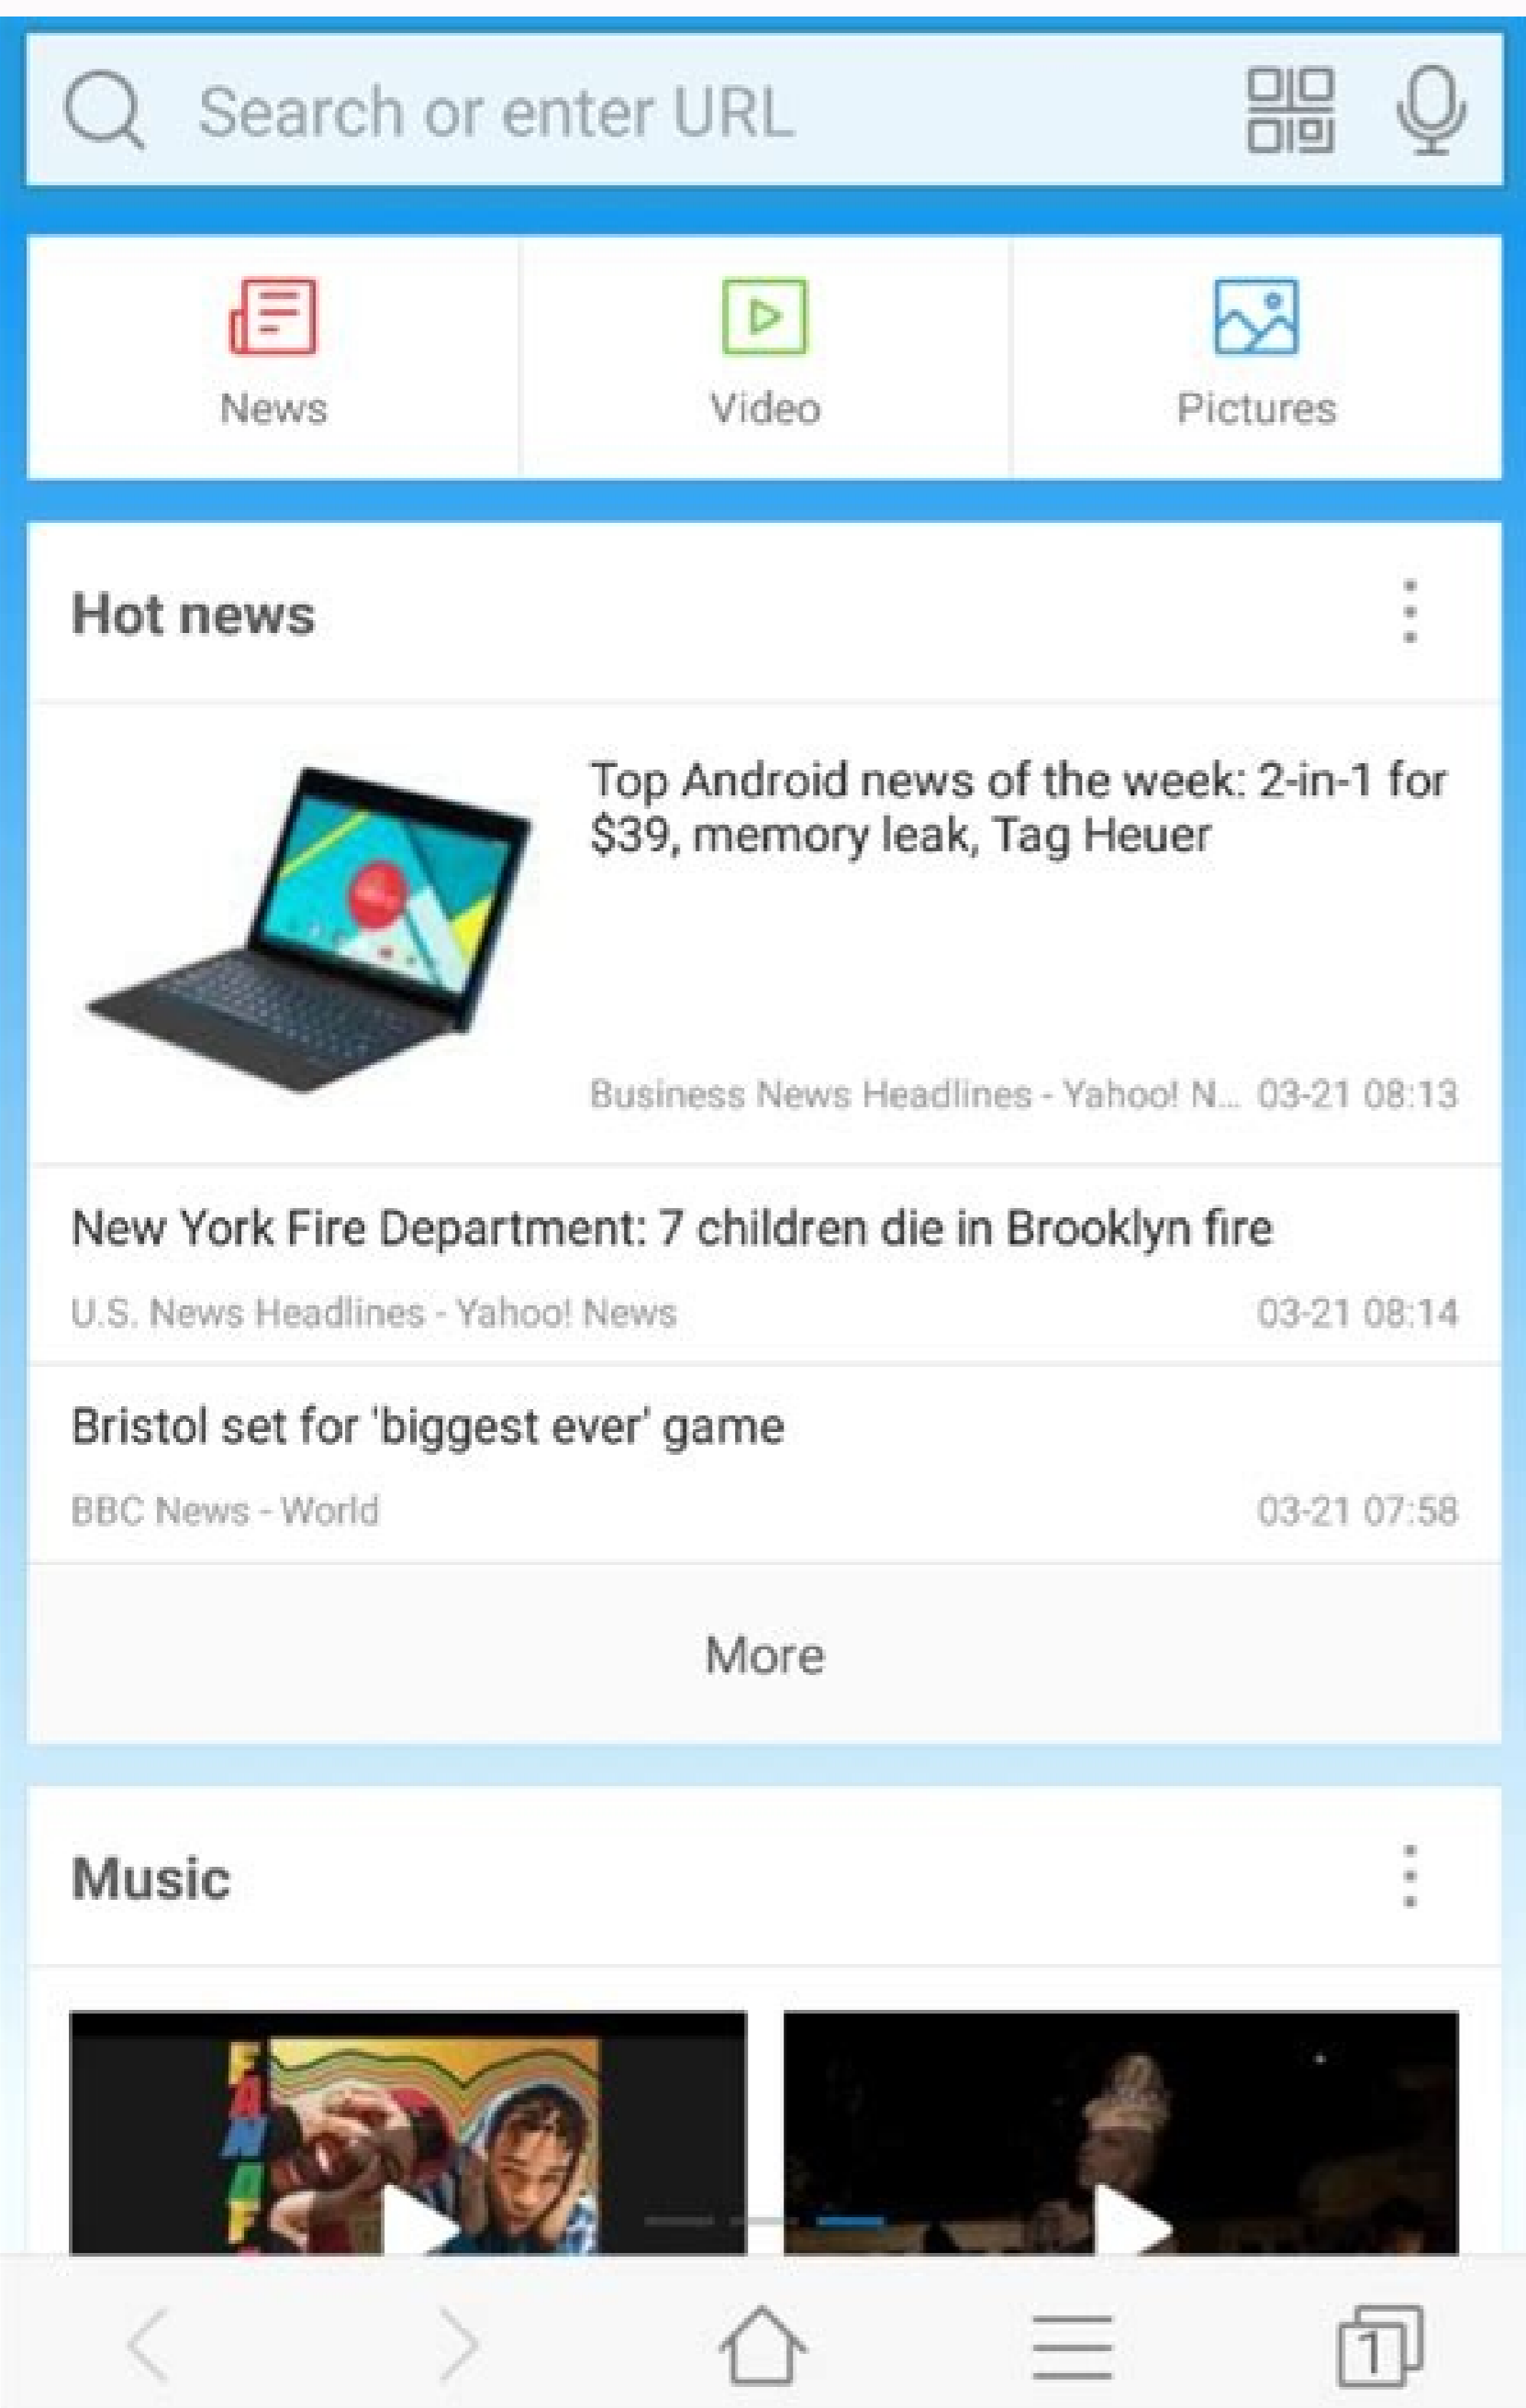 Search or enter URL
News
Video
Pictures
Hot news
Top Android news of the week: 2-in-1 for
$39, memory leak, Tag Heuer
Business News Headlines - Yahoo! N... 03-21 08:13
New York Fire Department: 7 children die in Brooklyn fire
U.S. News Headlines - Yahoo! News 03-21 08:14
Bristol set for 'biggest ever' game
BBC News - World 03-21 07:58
More
Music
F
A
N
O
F
1